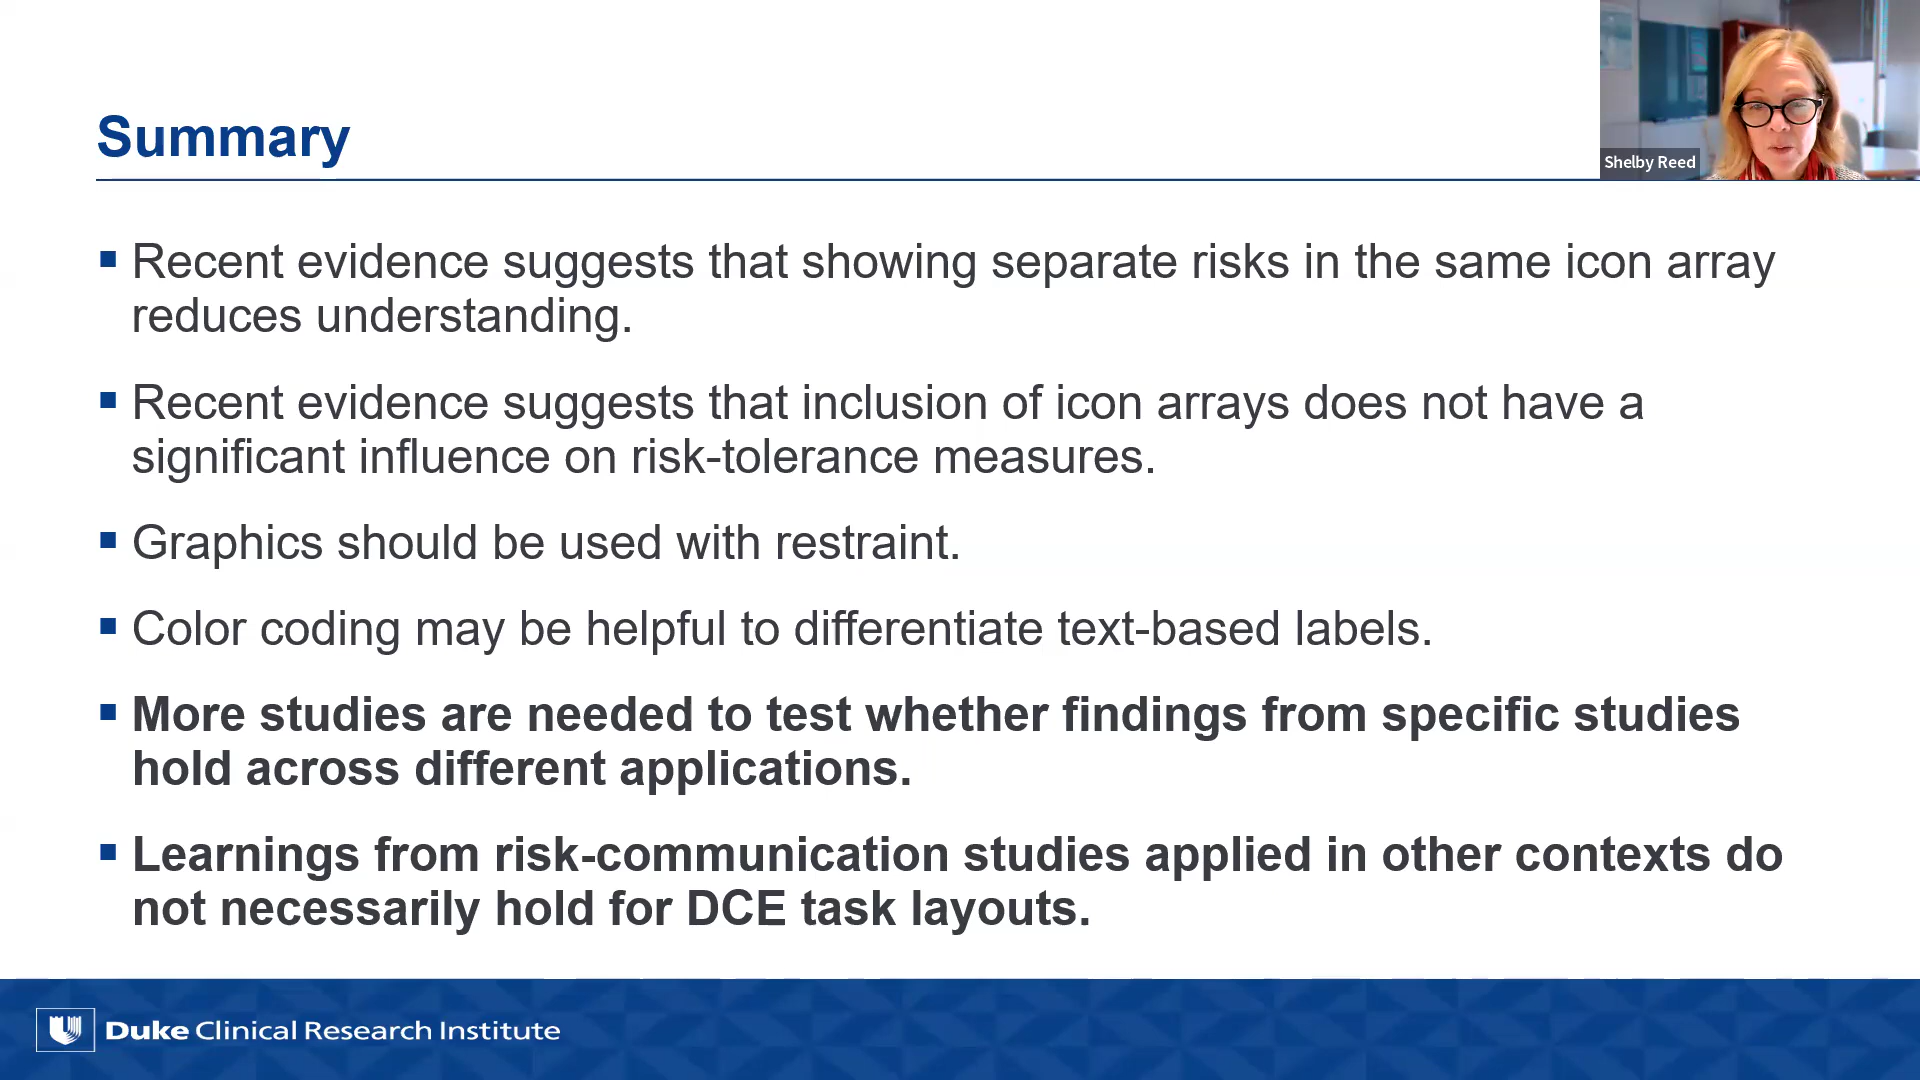 Summary
Shelby Reed
Recent evidence suggests that showing separate risks in the same icon array
reduces understanding.
Recent evidence suggests that inclusion of icon arrays does not have a
significant influence on risk-tolerance measures.
Graphics should be used with restraint.
Color coding may be helpful to differentiate text-based labels.
More studies are needed to test whether findings from specific studies
hold across different applications.
Learnings from risk-communication studies applied in other contexts do
not necessarily hold for DCE task layouts.
Duke Clinical Research Institute